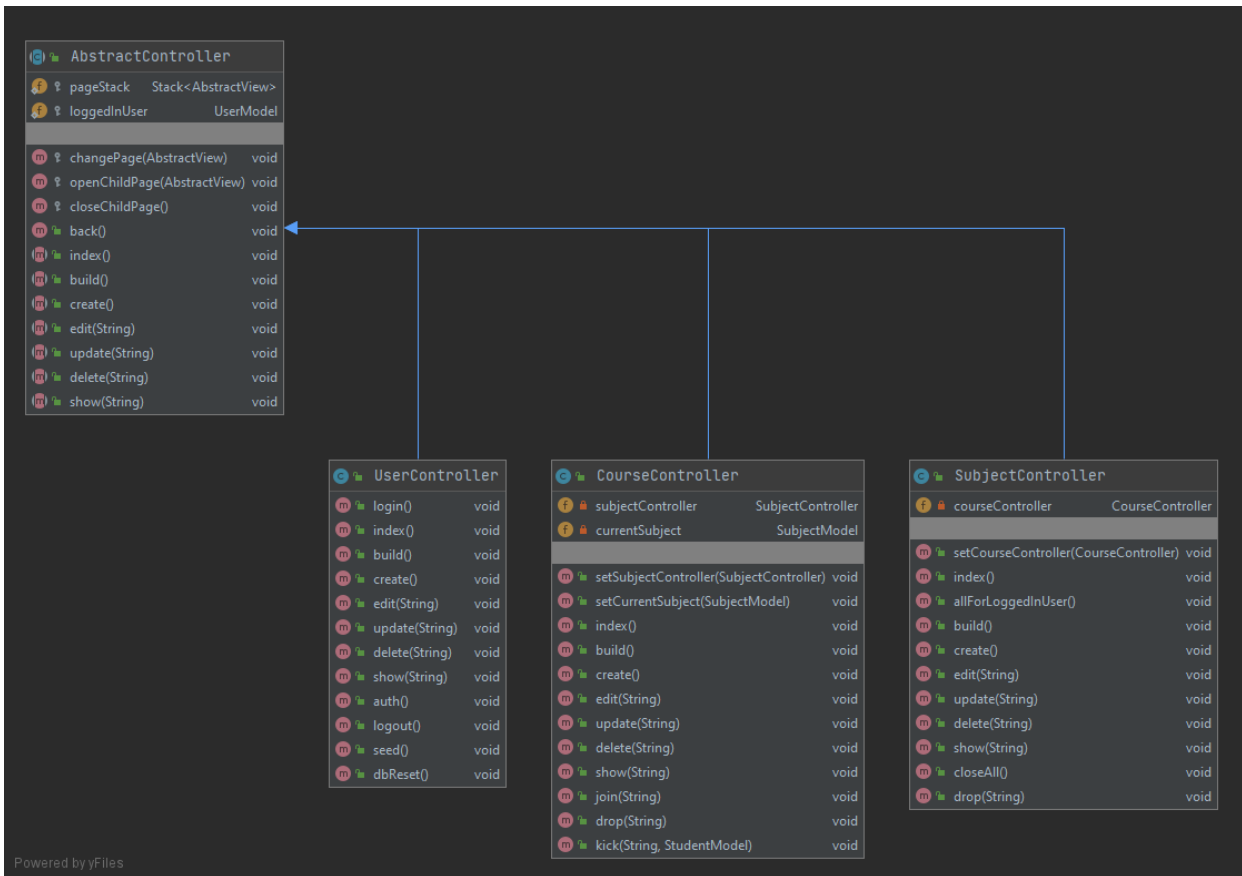 AbstractController
pageStack Stack<AbstractView>
loggedInUser UserModel
changePage(AbstractView) void
openChildPage(AbstractView) void
closeChildPage() void
back() void
index() void
build() void
create() void
edit(String) void
update(String) void
delete(String) void
show(String) void
UserController
login() void
index() void
build() void
create() void
edit(String) void
update(String) void
delete(String) void
show(String) void
auth() void
logout() void
seed() void
dbReset() void
CourseController
subjectController SubjectController
currentSubject SubjectModel
setSubjectController(SubjectController) void
setCurrentSubject(SubjectModel) void
index() void
build() void
create() void
edit(String) void
update(String) void
delete(String) void
show(String) void
join(String) void
drop(String) void
kick(String, StudentModel) void
SubjectController
courseController CourseController
setCourseController(CourseController) void
index() void
allForLoggedInUser() void
build() void
create() void
edit(String) void
update(String) void
delete(String) void
show(String) void
closeAll() void
drop(String) void
Powered by yFiles